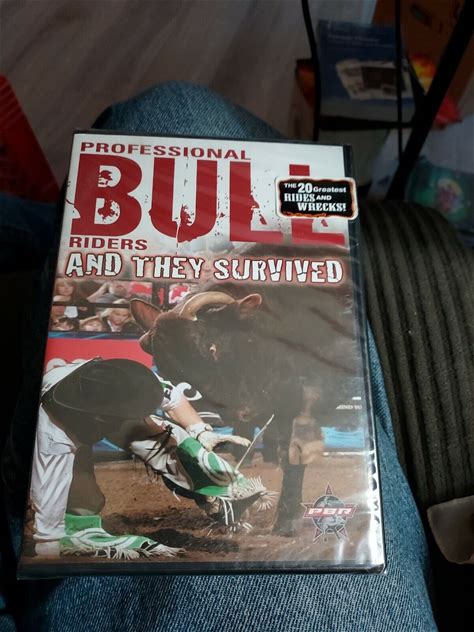 PROFESSIONAL
BULL
RIDERS
THE 20 Greatest
RIDES AND
WRECKS!
AND THEY SURVIVED
PBR